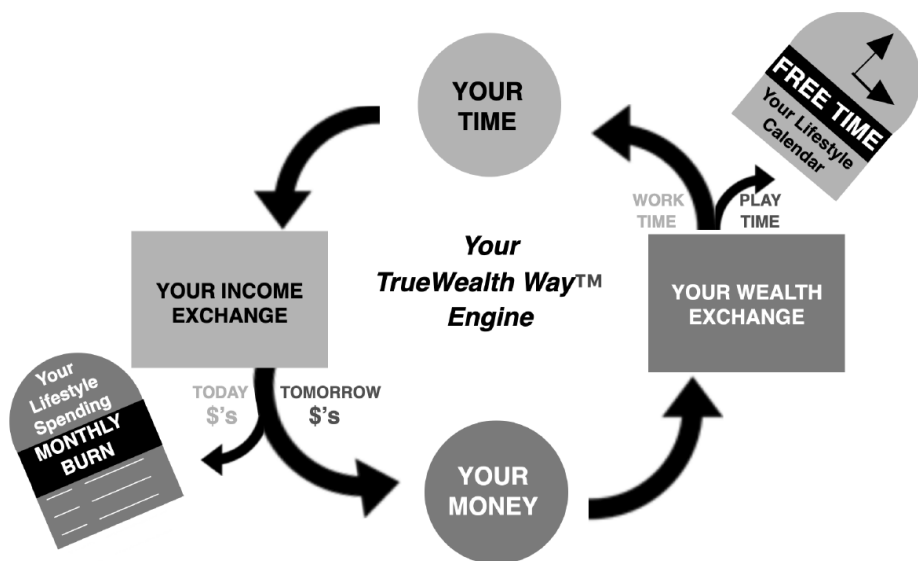 YOUR
TIME
FREE TIME
Your Lifestyle
Calendar
WORK
TIME
PLAY
TIME
Your
TrueWealth Way™
Engine
YOUR INCOME
EXCHANGE
YOUR WEALTH
EXCHANGE
TODAY
$'s
TOMORROW
$'s
Your
Lifestyle
Spending
MONTHLY
BURN
YOUR
MONEY